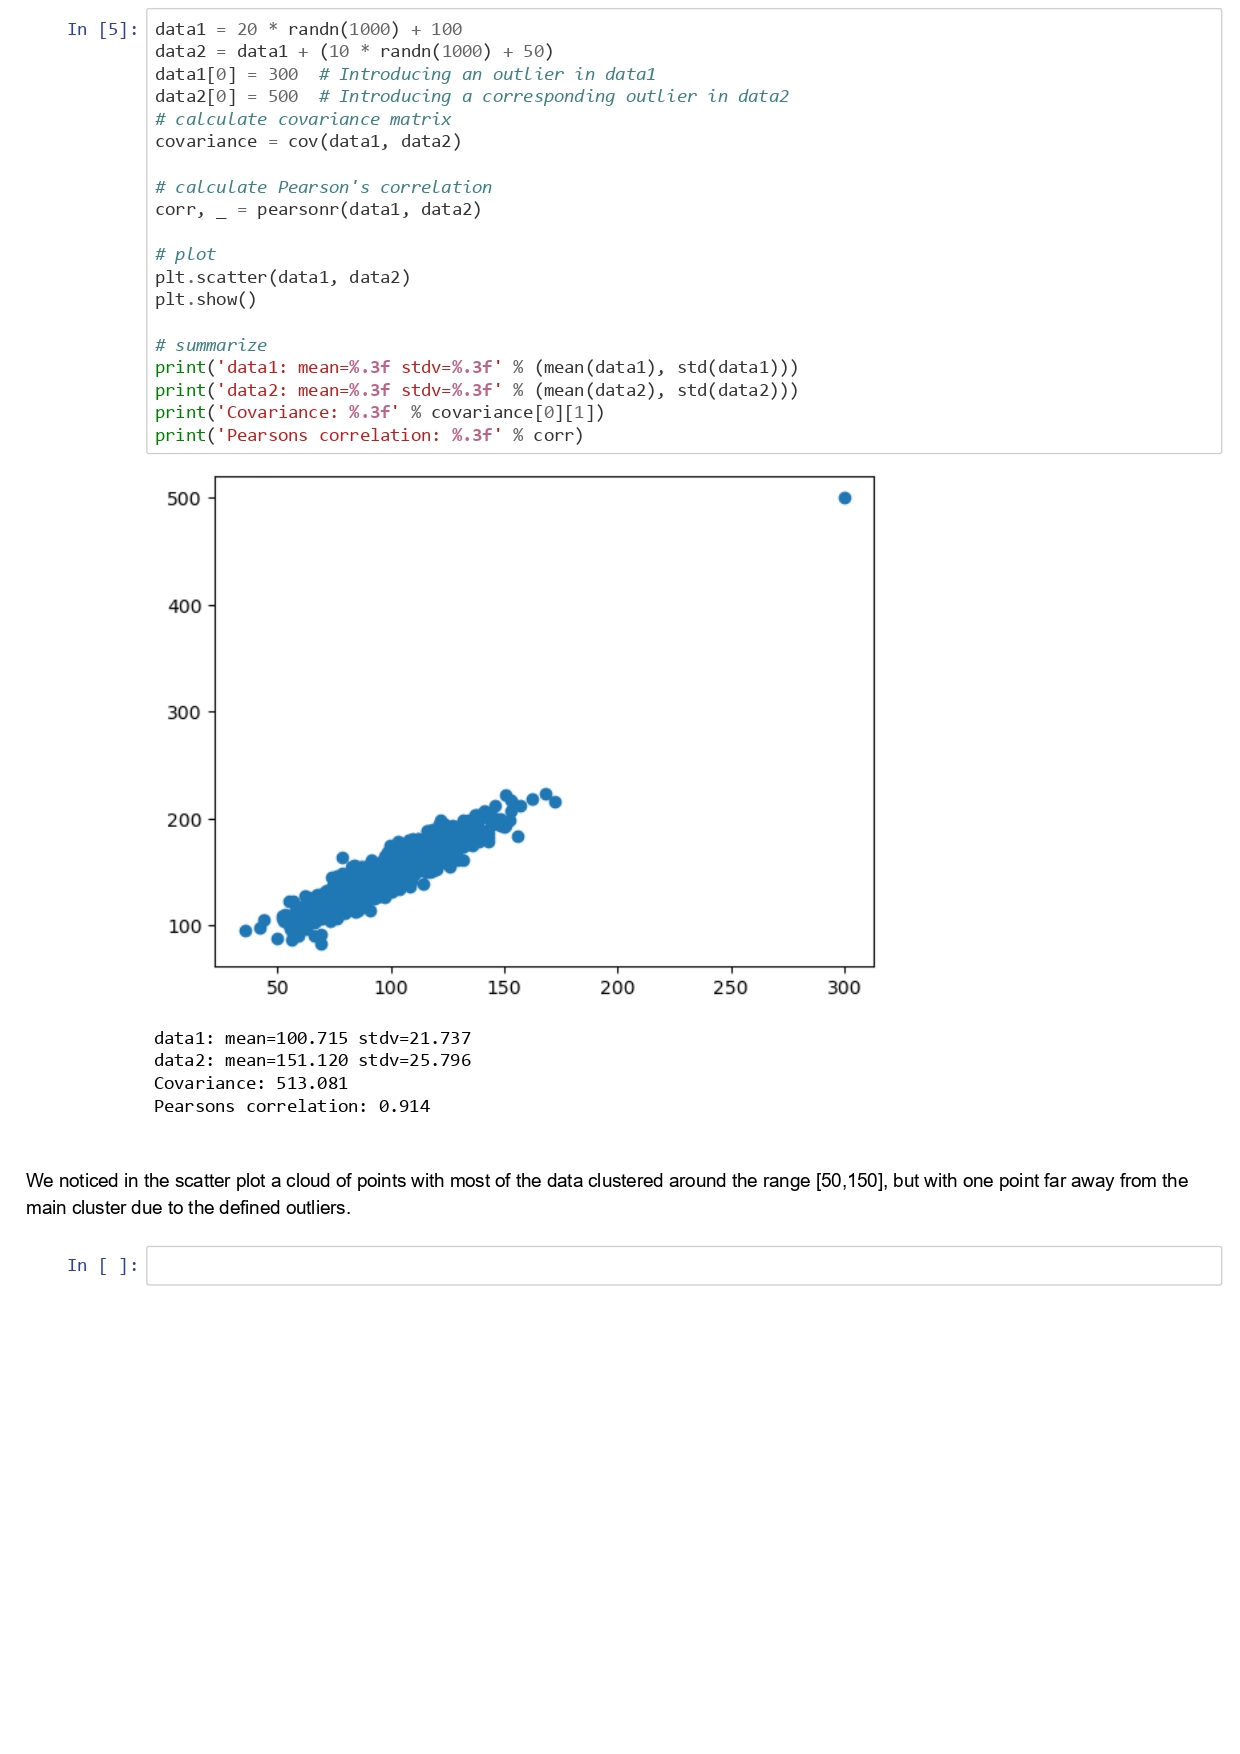 In [5]: data1 = 20 * randn(1000) + 100
data2 = data1 + (10 * randn(1000) + 50)
data1[0] = 300  # Introducing an outlier in data1
data2[0] = 500  # Introducing a corresponding outlier in data2
# calculate covariance matrix
covariance = cov(data1, data2)

# calculate Pearson's correlation
corr, _ = pearsonr(data1, data2)

# plot
plt.scatter(data1, data2)
plt.show()

# summarize
print('data1: mean=%.3f stdv=%.3f' % (mean(data1), std(data1)))
print('data2: mean=%.3f stdv=%.3f' % (mean(data2), std(data2)))
print('Covariance: %.3f' % covariance[0][1])
print('Pearsons correlation: %.3f' % corr)
500
400
300
200
100
50 100 150 200 250 300
data1: mean=100.715 stdv=21.737
data2: mean=151.120 stdv=25.796
Covariance: 513.081
Pearsons correlation: 0.914
We noticed in the scatter plot a cloud of points with most of the data clustered around the range [50,150], but with one point far away from the
main cluster due to the defined outliers.
In [ ]: